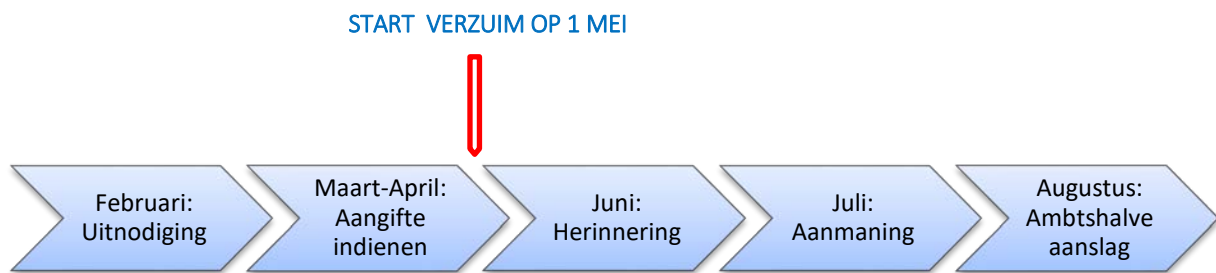 START VERZUIM OP 1 MEI
Februari:
Uitnodiging
Maart-April:
Aangifte
indienen
Juni:
Herinnering
Juli:
Aanmaning
Augustus:
Ambtshalve
aanslag